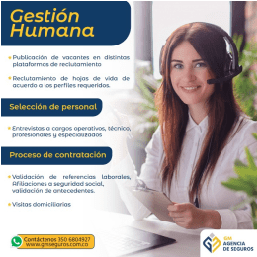 Gestión
Humana
Publicación de vacantes en distintas
plataformas de reclutamiento
Reclutamiento de hojas de vida de
acuerdo a los perfiles requeridos.
Selección de personal
Entrevistas a cargos operativos, técnico,
profesionales y especializados
Proceso de contratación
Validación de referencias laborales,
Afiliaciones a seguridad social,
validación de antecedentes.
Visitas domiciliarias
Contáctenos 350 6804927
www.gnseguros.com.co
GN
AGENCIA
DE SEGUROS